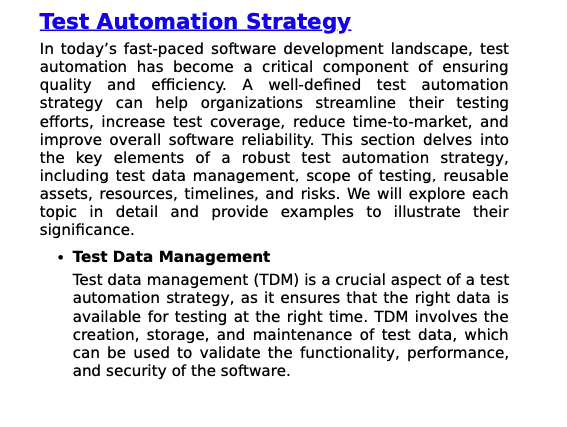 Test Automation Strategy
In today’s fast-paced software development landscape, test
automation has become a critical component of ensuring
quality and efficiency. A well-defined test automation
strategy can help organizations streamline their testing
efforts, increase test coverage, reduce time-to-market, and
improve overall software reliability. This section delves into
the key elements of a robust test automation strategy,
including test data management, scope of testing, reusable
assets, resources, timelines, and risks. We will explore each
topic in detail and provide examples to illustrate their
significance.
• Test Data Management
Test data management (TDM) is a crucial aspect of a test
automation strategy, as it ensures that the right data is
available for testing at the right time. TDM involves the
creation, storage, and maintenance of test data, which
can be used to validate the functionality, performance,
and security of the software.